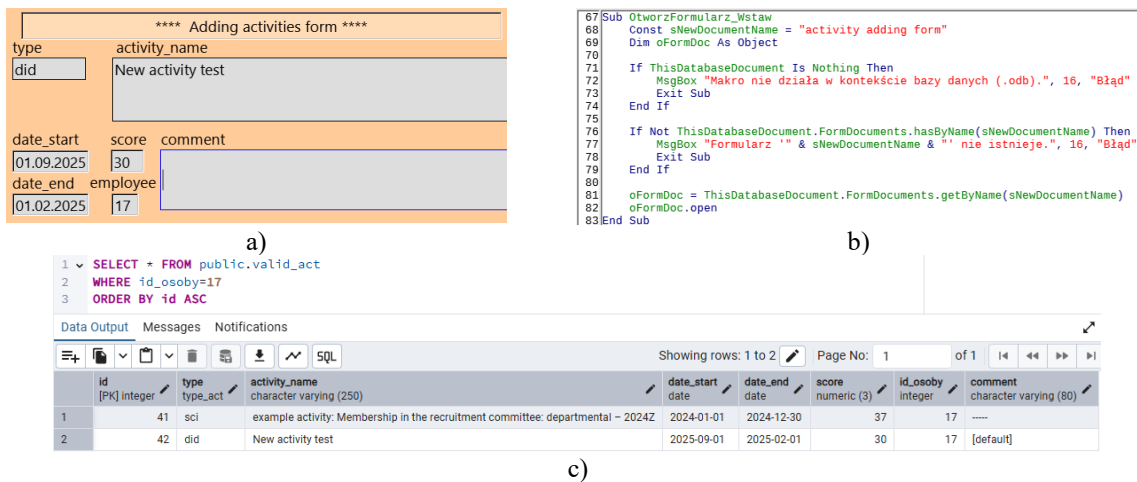 **** Adding activities form ****
type activity_name
did New activity test
date_start score comment
01.09.2025 30
date_end employee
01.02.2025 17
a)
67 Sub OtworzFormularz_Wstaw
68 Const sNewDocumentName = "activity adding form"
69 Dim oFormDoc As Object
70
71 If ThisDatabaseDocument Is Nothing Then
72 MsgBox "Makro nie działa w kontekście bazy danych (.odb).", 16, "Błąd"
73 Exit Sub
74 End If
75
76 If Not ThisDatabaseDocument.FormDocuments.hasByName(sNewDocumentName) Then
77 MsgBox "Formularz '" & sNewDocumentName & "' nie istnieje.", 16, "Błąd"
78 Exit Sub
79 End If
80
81 oFormDoc = ThisDatabaseDocument.FormDocuments.getByName(sNewDocumentName)
82 oFormDoc.open
83 End Sub
b)
1 SELECT * FROM public.valid_act
2 WHERE id_osoby=17
3 ORDER BY id ASC
Data Output Messages Notifications
SQL Showing rows: 1 to 2 Page No: 1 of 1
id type activity_name date_start date_end score id_osoby comment
[PK] integer type_act character varying (250) date date numeric (3) integer character varying (80)
1 41 sci example activity: Membership in the recruitment committee: departmental – 2024Z 2024-01-01 2024-12-30 37 17 -----
2 42 did New activity test 2025-09-01 2025-02-01 30 17 [default]
c)